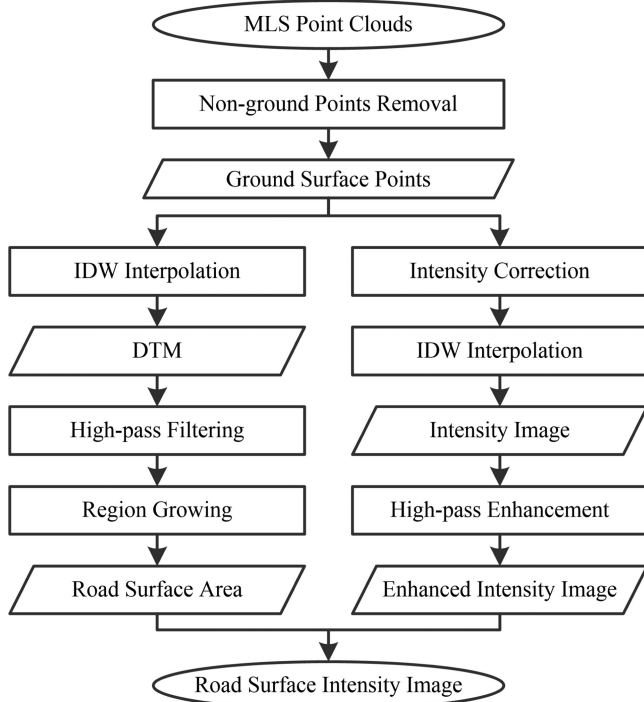 MLS Point Clouds
Non-ground Points Removal
Ground Surface Points
IDW Interpolation
Intensity Correction
DTM
IDW Interpolation
High-pass Filtering
Intensity Image
Region Growing
High-pass Enhancement
Road Surface Area
Enhanced Intensity Image
Road Surface Intensity Image